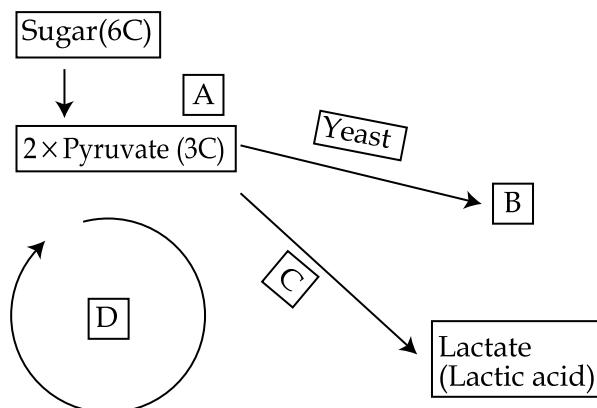 Sugar(6C)
A
2×Pyruvate (3C)
Yeast
B
C
D
Lactate
(Lactic acid)